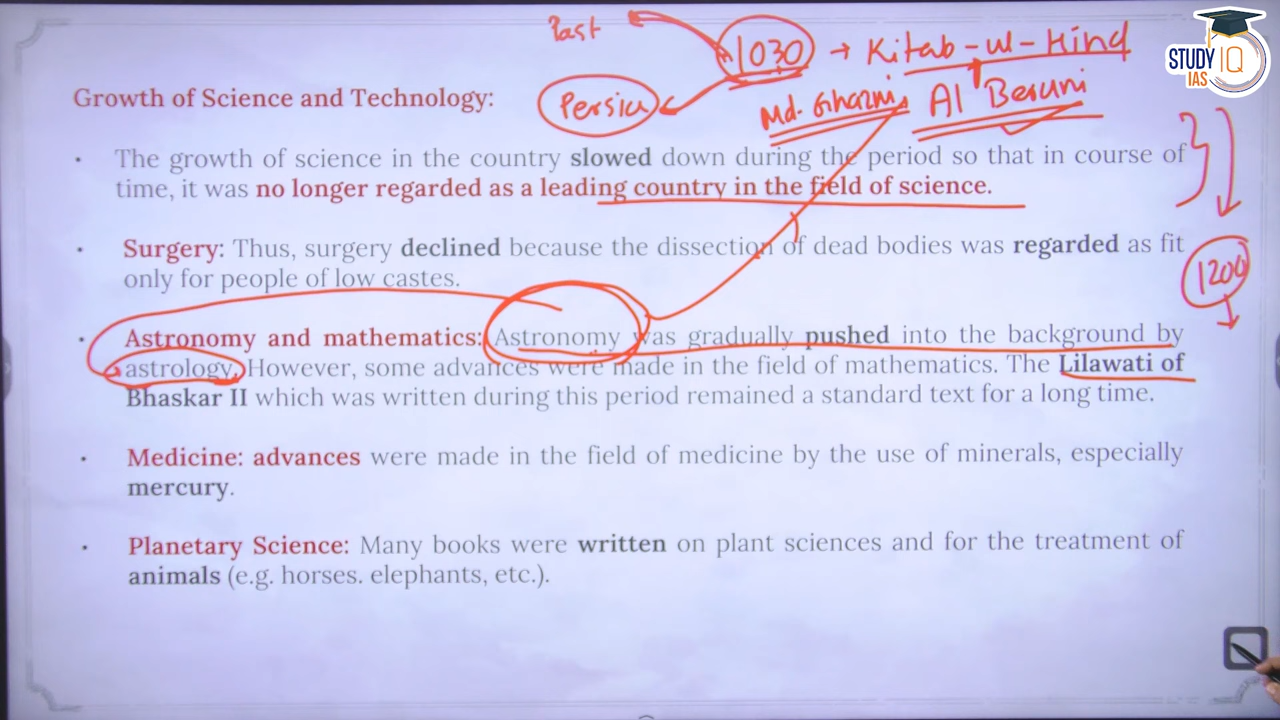 Past
1030 → Kitab-ul-Hind
STUDY IQ
IAS
Growth of Science and Technology:
Persia
Md. Ghazni
Al Beruni
• The growth of science in the country slowed down during the period so that in course of
time, it was no longer regarded as a leading country in the field of science.
• Surgery: Thus, surgery declined because the dissection of dead bodies was regarded as fit
only for people of low castes.
1200
• Astronomy and mathematics: Astronomy was gradually pushed into the background by
astrology. However, some advances were made in the field of mathematics. The Lilawati of
Bhaskar II which was written during this period remained a standard text for a long time.
• Medicine: advances were made in the field of medicine by the use of minerals, especially
mercury.
• Planetary Science: Many books were written on plant sciences and for the treatment of
animals (e.g. horses. elephants, etc.).